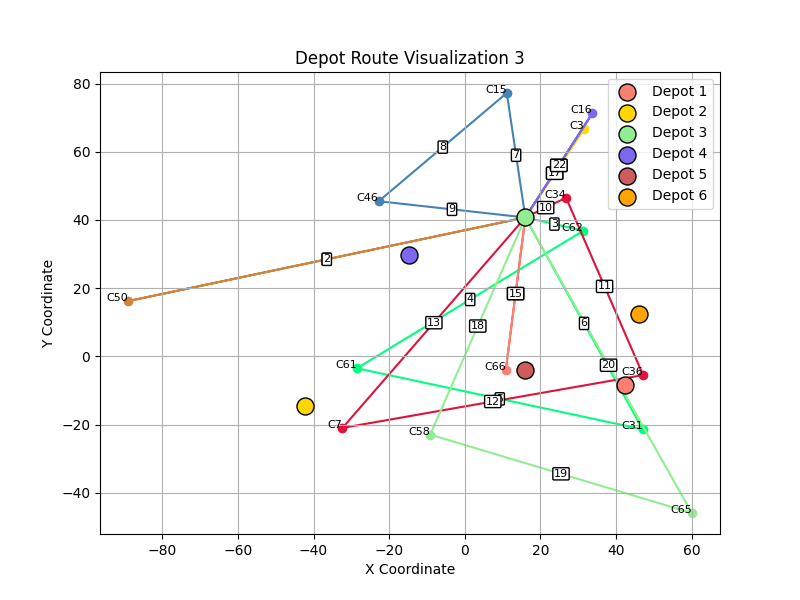 Depot Route Visualization 3
Depot 1
Depot 2
Depot 3
Depot 4
Depot 5
Depot 6
Y Coordinate
80
60
40
20
0
−20
−40
C15
C16
C3
8
7
22
17
C46
9
C34
10
3
C62
2
C50
4
11
15
13
18
6
C61
C66
20
C36
12
C7
C58
C31
19
C65
−80
−60
−40
−20
0
20
40
60
X Coordinate